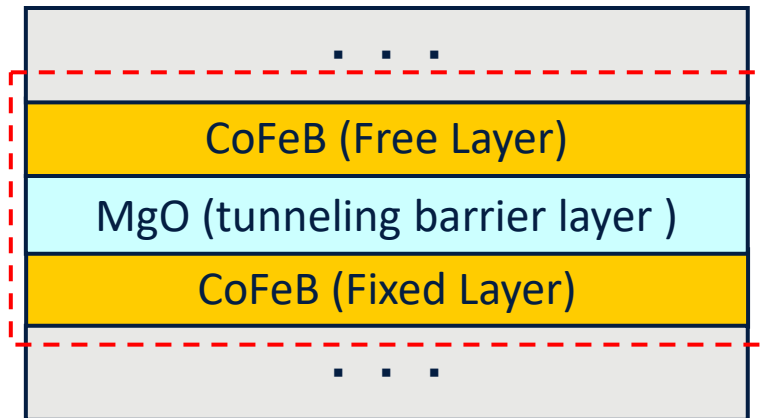 . . .
CoFeB (Free Layer)
MgO (tunneling barrier layer )
CoFeB (Fixed Layer)
. . .